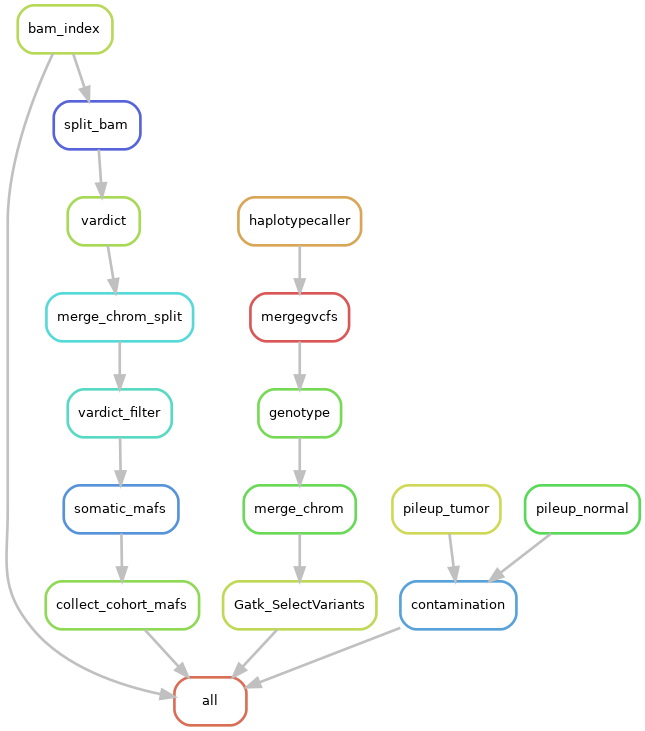 bam_index
split_bam
vardict
haplotypecaller
merge_chrom_split
mergegvcfs
vardict_filter
genotype
somatic_mafs
merge_chrom
pileup_tumor
pileup_normal
collect_cohort_mafs
Gatk_SelectVariants
contamination
all